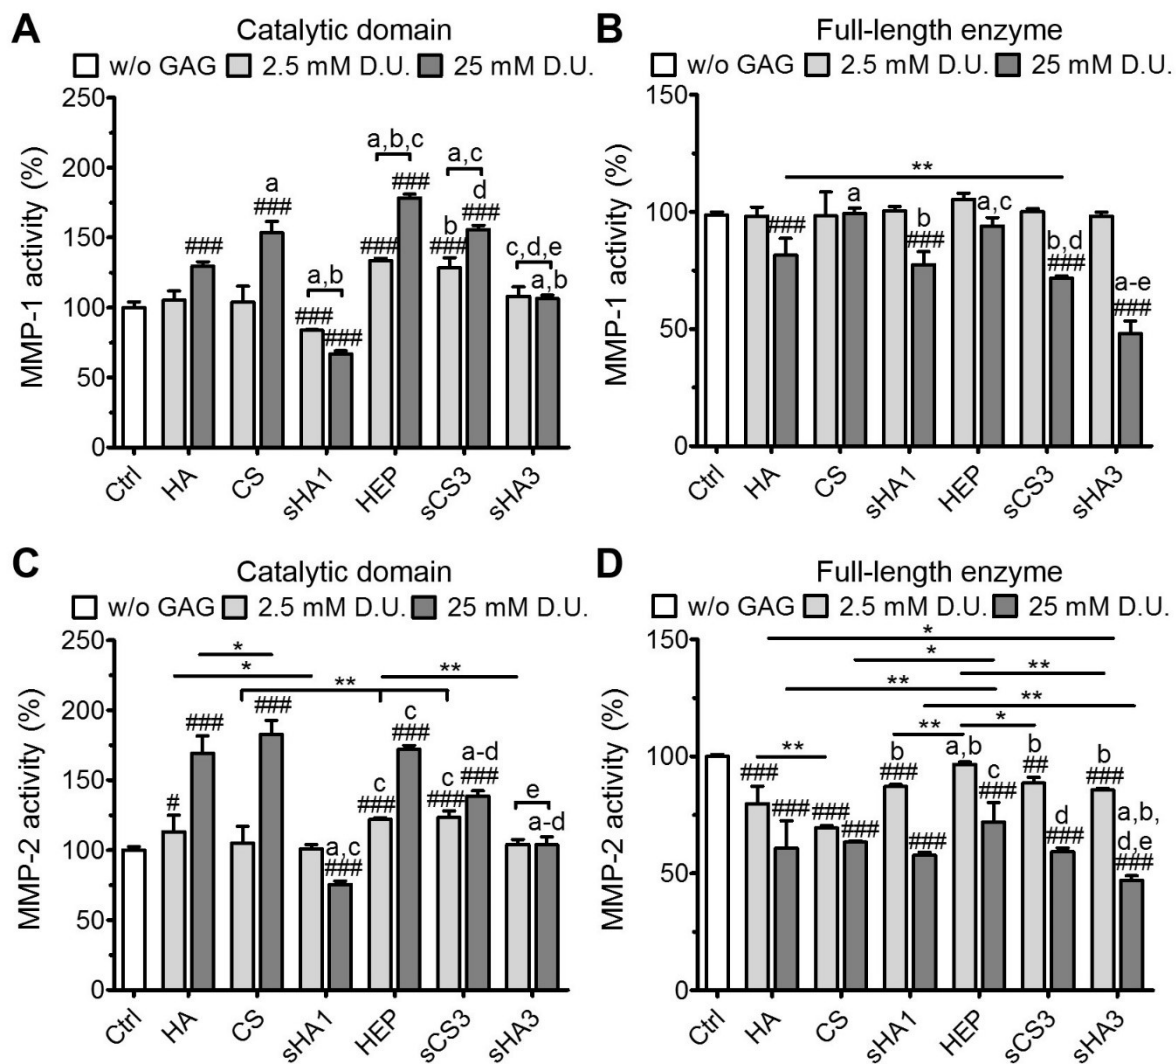 A
Catalytic domain
w/o GAG 2.5 mM D.U. 25 mM D.U.
MMP-1 activity (%)
250
200
150
100
50
0
###
a
###
a,b
###
###
a,b,c
###
###
a,c
b
###
d
###
c,d,e
a,b
Ctrl HA CS sHA1 HEP sCS3 sHA3
B
Full-length enzyme
w/o GAG 2.5 mM D.U. 25 mM D.U.
MMP-1 activity (%)
150
100
50
0
**
###
a
b
###
a,c
b,d
###
a-e
###
Ctrl HA CS sHA1 HEP sCS3 sHA3
C
Catalytic domain
w/o GAG 2.5 mM D.U. 25 mM D.U.
MMP-2 activity (%)
250
200
150
100
50
0
*
*
**
**
#
###
###
a,c
###
c
###
c
###
c
###
a-d
###
e
a-d
Ctrl HA CS sHA1 HEP sCS3 sHA3
D
Full-length enzyme
w/o GAG 2.5 mM D.U. 25 mM D.U.
MMP-2 activity (%)
150
100
50
0
*
*
**
**
**
**
*
**
###
###
###
###
b
###
###
a,b
c
###
b
##
d
###
b
###
a,b,
d,e
###
Ctrl HA CS sHA1 HEP sCS3 sHA3